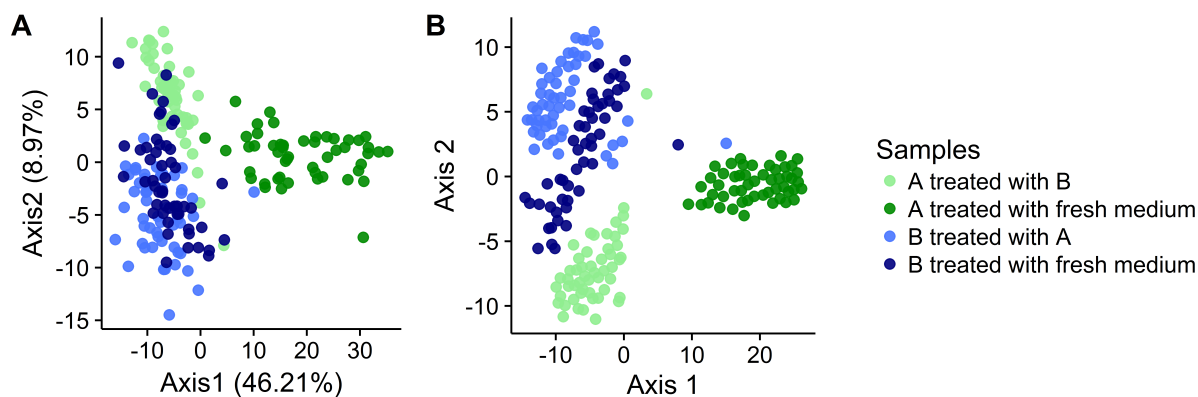 A
10
5
0
-5
-10
-15
Axis2 (8.97%)
-10 0 10 20 30
Axis1 (46.21%)
B
10
5
0
-5
-10
Axis 2
-10 0 10 20
Axis 1
Samples
A treated with B
A treated with fresh medium
B treated with A
B treated with fresh medium